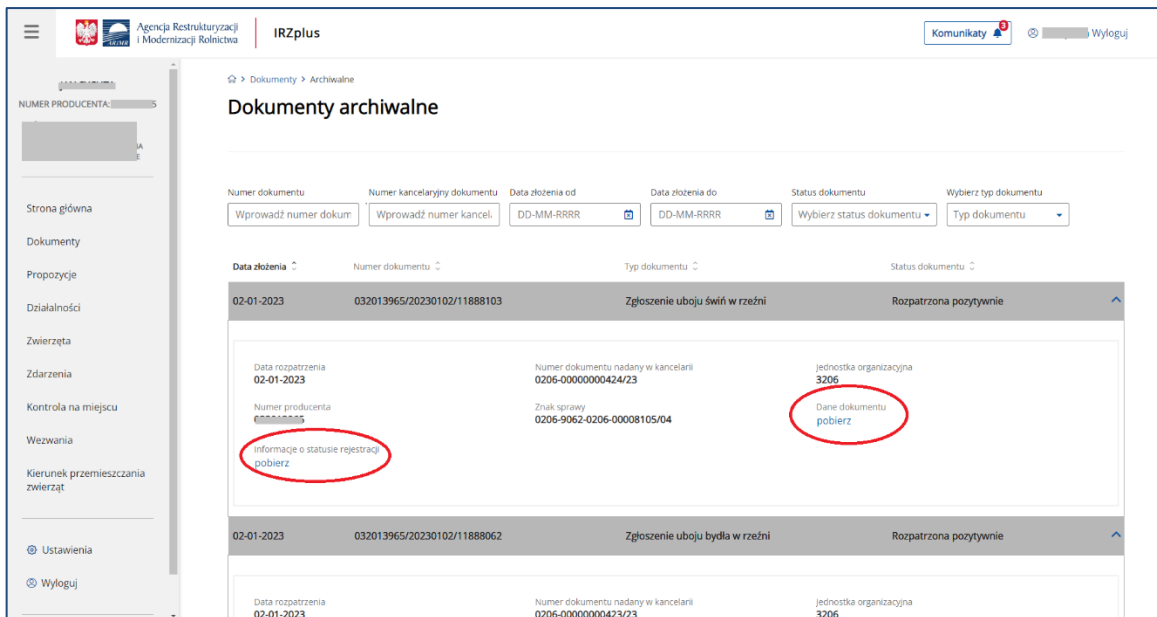 Agencja Restrukturyzacji
i Modernizacji Rolnictwa
ARiMR
IRZplus
Komunikaty
3
Wyloguj
NUMER PRODUCENTA: 5
Strona główna
Dokumenty
Propozycje
Działalności
Zwierzęta
Zdarzenia
Kontrola na miejscu
Wezwania
Kierunek przemieszczania
zwierząt
Ustawienia
Wyloguj
> Dokumenty > Archiwalne
Dokumenty archiwalne
Numer dokumentu Numer kancelaryjny dokumentu Data złożenia od Data złożenia do Status dokumentu Wybierz typ dokumentu
Wprowadź numer dokum Wprowadź numer kancel. DD-MM-RRRR DD-MM-RRRR Wybierz status dokumentu Typ dokumentu
Data złożenia Numer dokumentu Typ dokumentu Status dokumentu
02-01-2023 032013965/20230102/11888103 Zgłoszenie uboju świń w rzeźni Rozpatrzona pozytywnie
Data rozpatrzenia Numer dokumentu nadany w kancelarii Jednostka organizacyjna
02-01-2023 0206-00000000424/23 3206
Numer producenta Znak sprawy Dane dokumentu
0206-9062-0206-00008105/04 pobierz
Informacje o statusie rejestracji
pobierz
02-01-2023 032013965/20230102/11888062 Zgłoszenie uboju bydła w rzeźni Rozpatrzona pozytywnie
Data rozpatrzenia Numer dokumentu nadany w kancelarii Jednostka organizacyjna
02-01-2023 0206-00000000423/23 3206